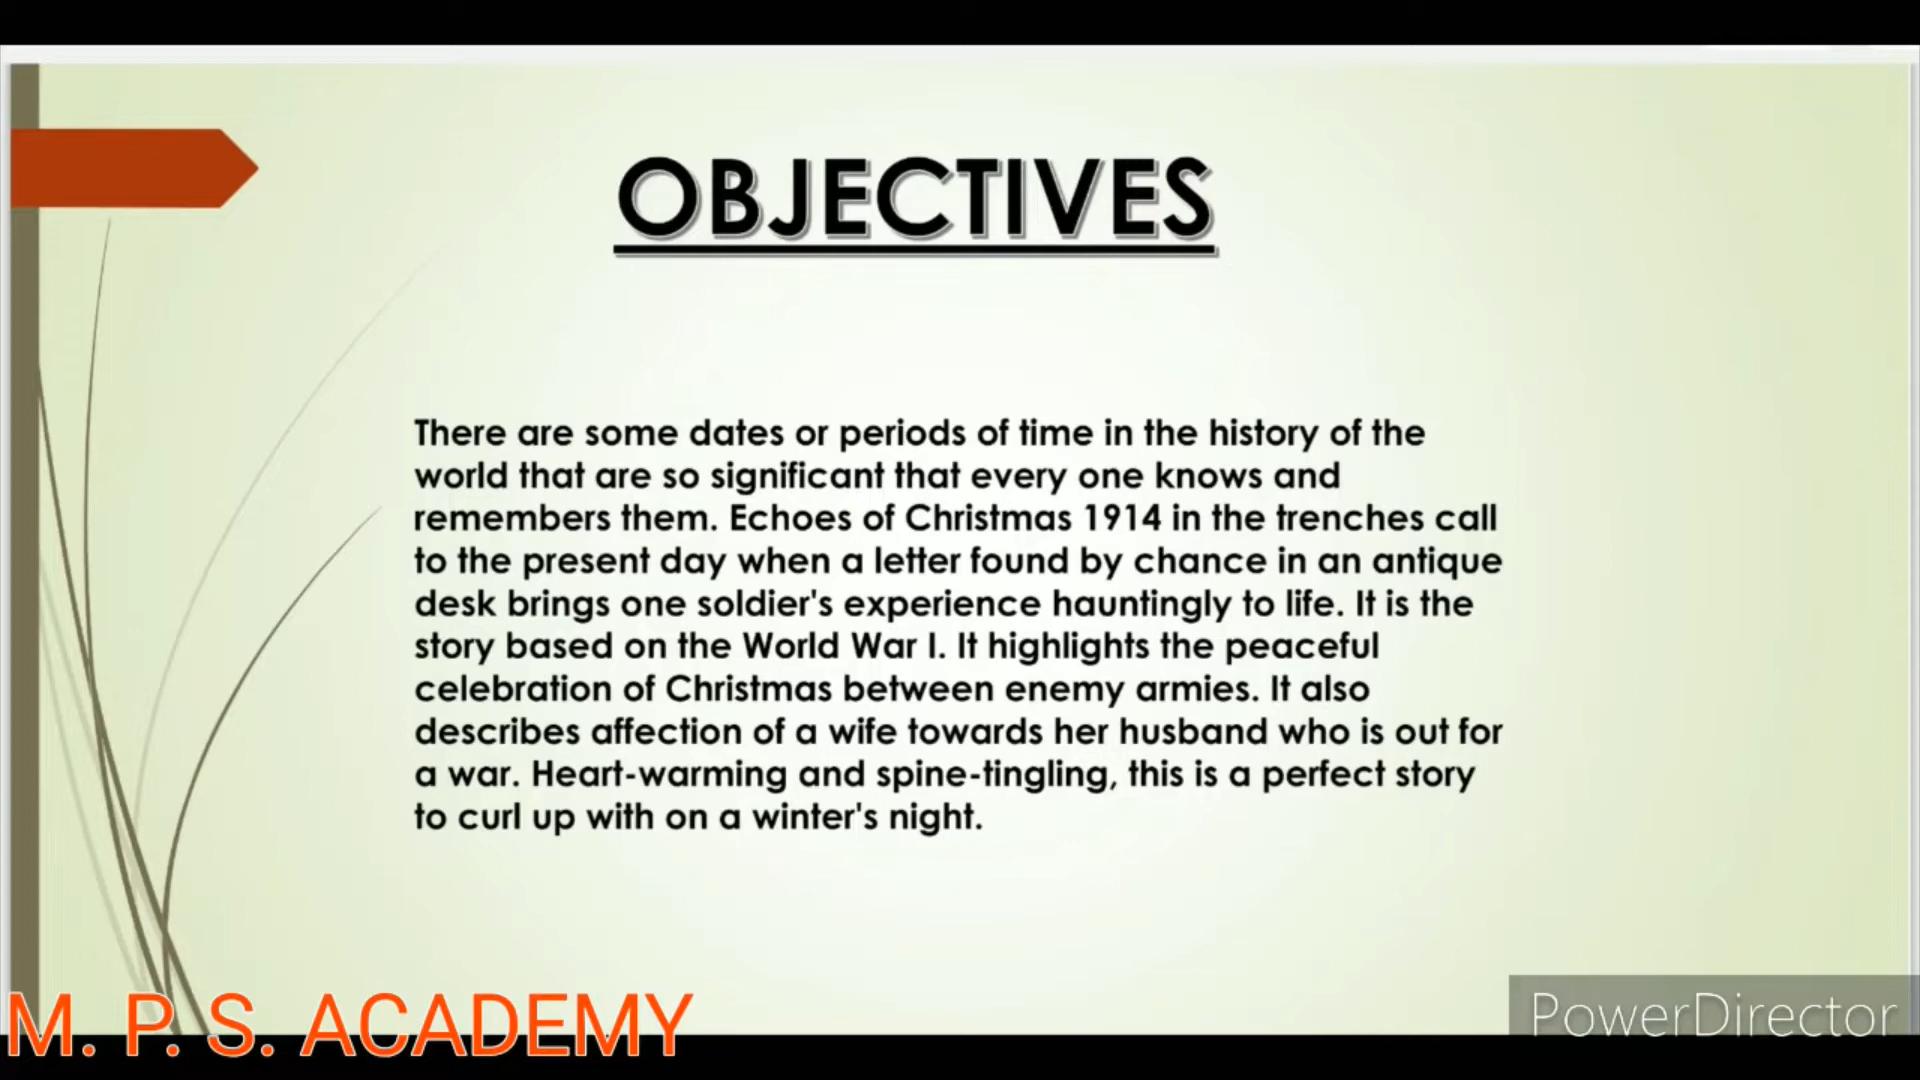 OBJECTIVES
There are some dates or periods of time in the history of the
world that are so significant that every one knows and
remembers them. Echoes of Christmas 1914 in the trenches call
to the present day when a letter found by chance in an antique
desk brings one soldier's experience hauntingly to life. It is the
story based on the World War I. It highlights the peaceful
celebration of Christmas between enemy armies. It also
describes affection of a wife towards her husband who is out for
a war. Heart-warming and spine-tingling, this is a perfect story
to curl up with on a winter's night.
M. P. S. ACADEMY
PowerDirector